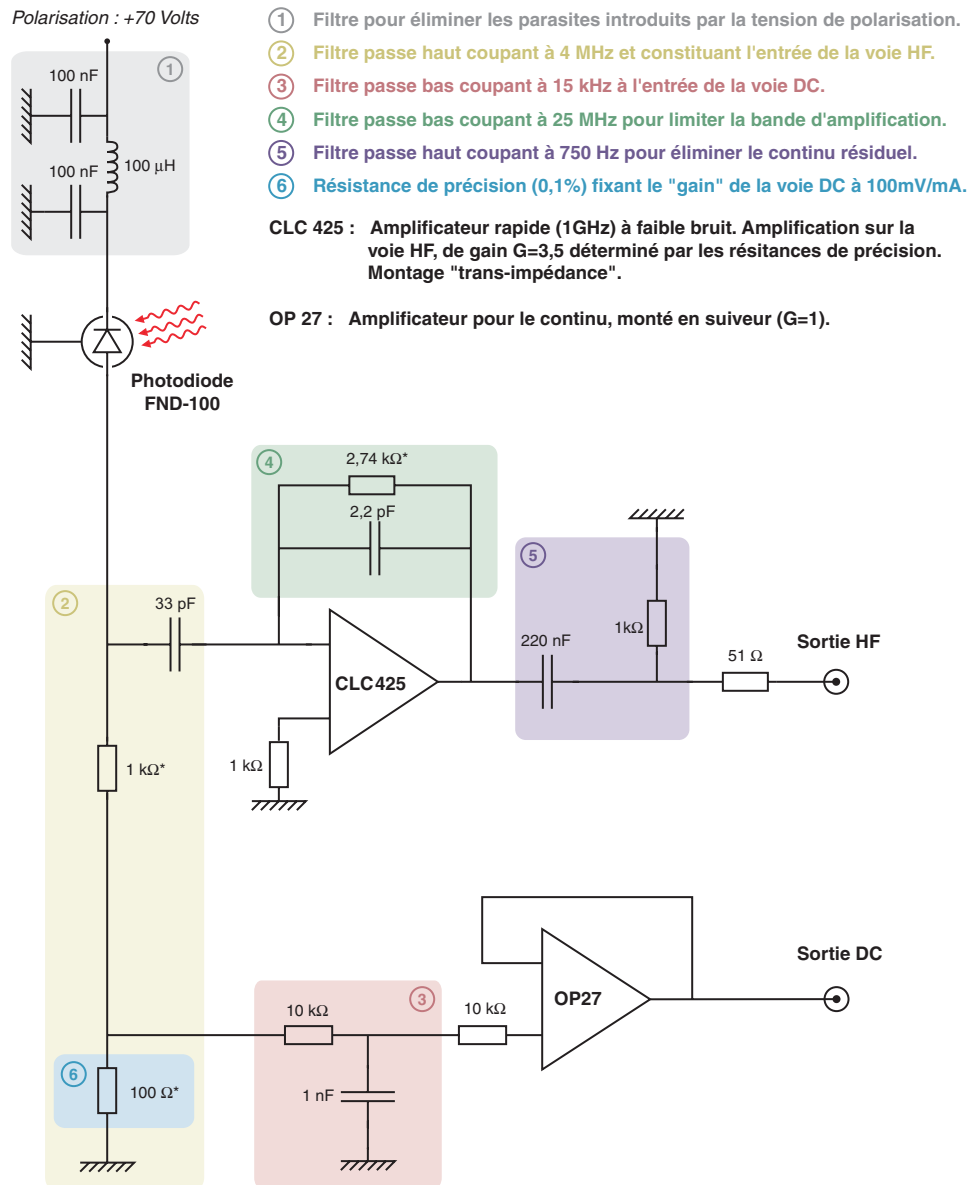 Polarisation : +70 Volts
1 Filtre pour éliminer les parasites introduits par la tension de polarisation.
2 Filtre passe haut coupant à 4 MHz et constituant l'entrée de la voie HF.
3 Filtre passe bas coupant à 15 kHz à l'entrée de la voie DC.
4 Filtre passe bas coupant à 25 MHz pour limiter la bande d'amplification.
5 Filtre passe haut coupant à 750 Hz pour éliminer le continu résiduel.
6 Résistance de précision (0,1%) fixant le "gain" de la voie DC à 100mV/mA.
CLC 425 : Amplificateur rapide (1GHz) à faible bruit. Amplification sur la
voie HF, de gain G=3,5 déterminé par les résitances de précision.
Montage "trans-impédance".
OP 27 : Amplificateur pour le continu, monté en suiveur (G=1).
1
100 nF
100 nF
100 μH
Photodiode
FND-100
4
2,74 kΩ*
2,2 pF
5
2
33 pF
1kΩ
220 nF
Sortie HF
51 Ω
CLC425
1 kΩ*
1 kΩ
Sortie DC
3
OP27
10 kΩ
10 kΩ
6
100 Ω*
1 nF